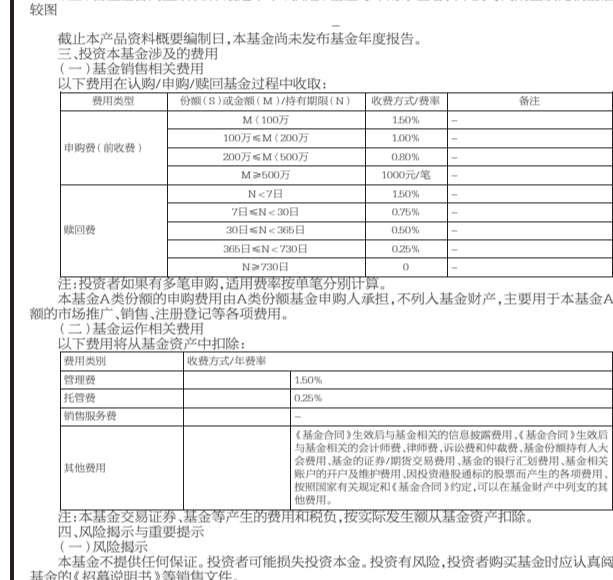 较图
–
截止本产品资料概要编制日,本基金尚未发布基金年度报告。
三、投资本基金涉及的费用
(一)基金销售相关费用
以下费用在认购/申购/赎回基金过程中收取:
费用类型 份额(S)或金额(M)/持有期限(N) 收费方式/费率 备注
申购费(前收费) M〈100万 1.50% –
100万≤M〈200万 1.00% –
200万≤M〈500万 0.80% –
M≥500万 1000元/笔 –
赎回费 N<7日 1.50% –
7日≤N<30日 0.75% –
30日≤N<365日 0.50% –
365日≤N<730日 0.25% –
N≥730日 0 –
注:投资者如果有多笔申购,适用费率按单笔分别计算。
本基金A类份额的申购费用由A类份额基金申购人承担,不列入基金财产,主要用于本基金A
额的市场推广、销售、注册登记等各项费用。
(二)基金运作相关费用
以下费用将从基金资产中扣除:
费用类别 收费方式/年费率
管理费 1.50%
托管费 0.25%
销售服务费 –
其他费用 《基金合同》生效后与基金相关的信息披露费用、《基金合同》生效后
与基金相关的会计师费、律师费、诉讼费和仲裁费、基金份额持有人大
会费用、基金的证券/期货交易费用、基金的银行汇划费用、基金相关
账户的开户及维护费用、因投资港股通标的股票而产生的各项费用、
按照国家有关规定和《基金合同》约定,可以在基金财产中列支的其
他费用。
注:本基金交易证券、基金等产生的费用和税负,按实际发生额从基金资产扣除。
四、风险揭示与重要提示
(一)风险揭示
本基金不提供任何保证。投资者可能损失投资本金。投资有风险,投资者购买基金时应认真阅
基金的《招募说明书》等销售文件。